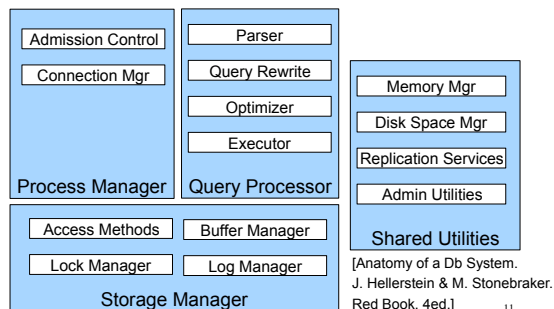 Admission Control
Connection Mgr
Process Manager
Parser
Query Rewrite
Optimizer
Executor
Query Processor
Memory Mgr
Disk Space Mgr
Replication Services
Admin Utilities
Shared Utilities
Access Methods
Buffer Manager
Lock Manager
Log Manager
Storage Manager
[Anatomy of a Db System.
J. Hellerstein & M. Stonebraker.
Red Book. 4ed.]